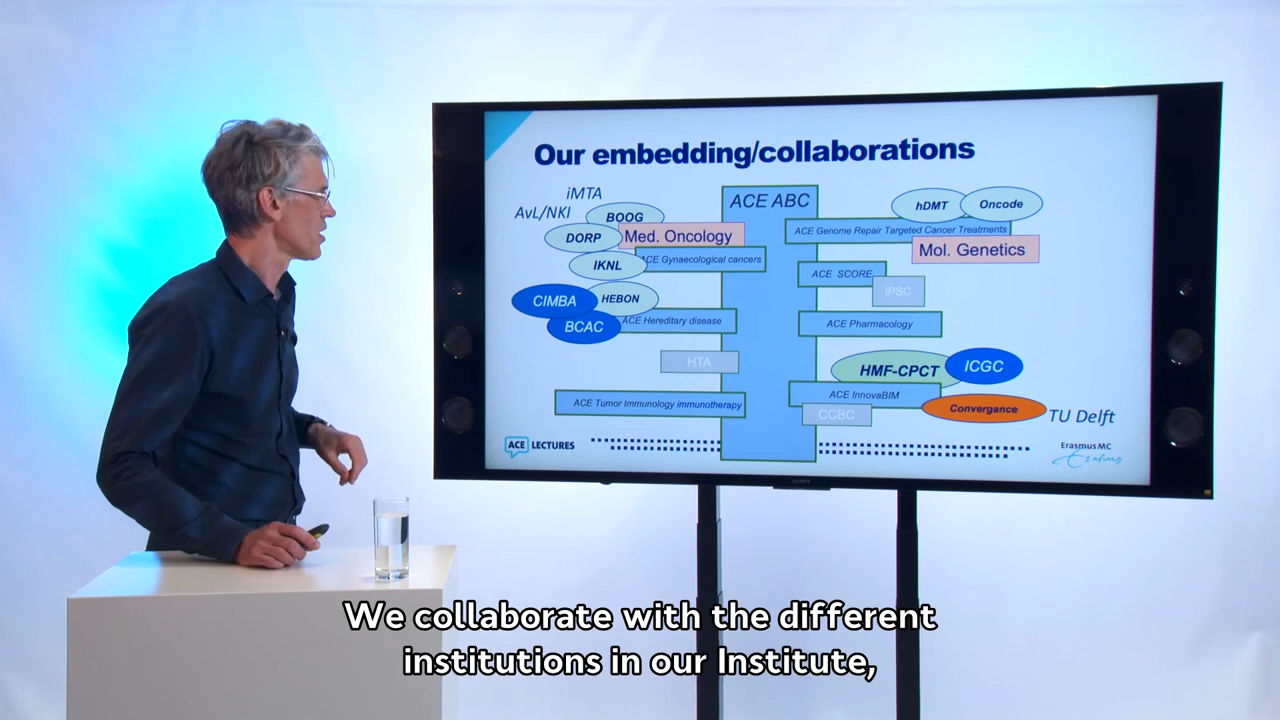 Our embedding/collaborations
iMTA
AvL/NKI
BOOG
DORP
Med. Oncology
ACE Gynaecological cancers
IKNL
CIMBA
HEBON
BCAC
ACE Hereditary disease
HTA
ACE Tumor Immunology immunotherapy
ACE ABC
hDMT
Oncode
ACE Genome Repair Targeted Cancer Treatments
Mol. Genetics
ACE SCORE
iPSC
ACE Pharmacology
HMF-CPCT
ICGC
ACE InnovaBIM
Convergance
TU Delft
CCBC
ACE LECTURES
Erasmus MC
Erasmus
SONY
We collaborate with the different
institutions in our Institute,